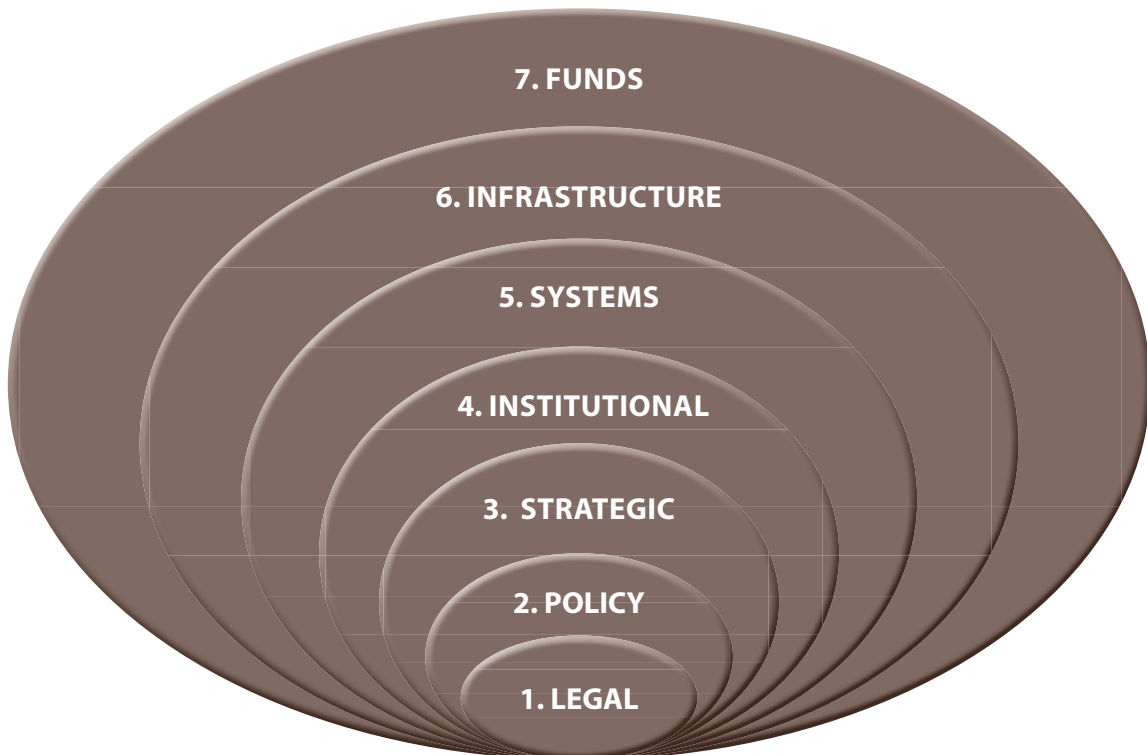 7. FUNDS
6. INFRASTRUCTURE
5. SYSTEMS
4. INSTITUTIONAL
3. STRATEGIC
2. POLICY
1. LEGAL